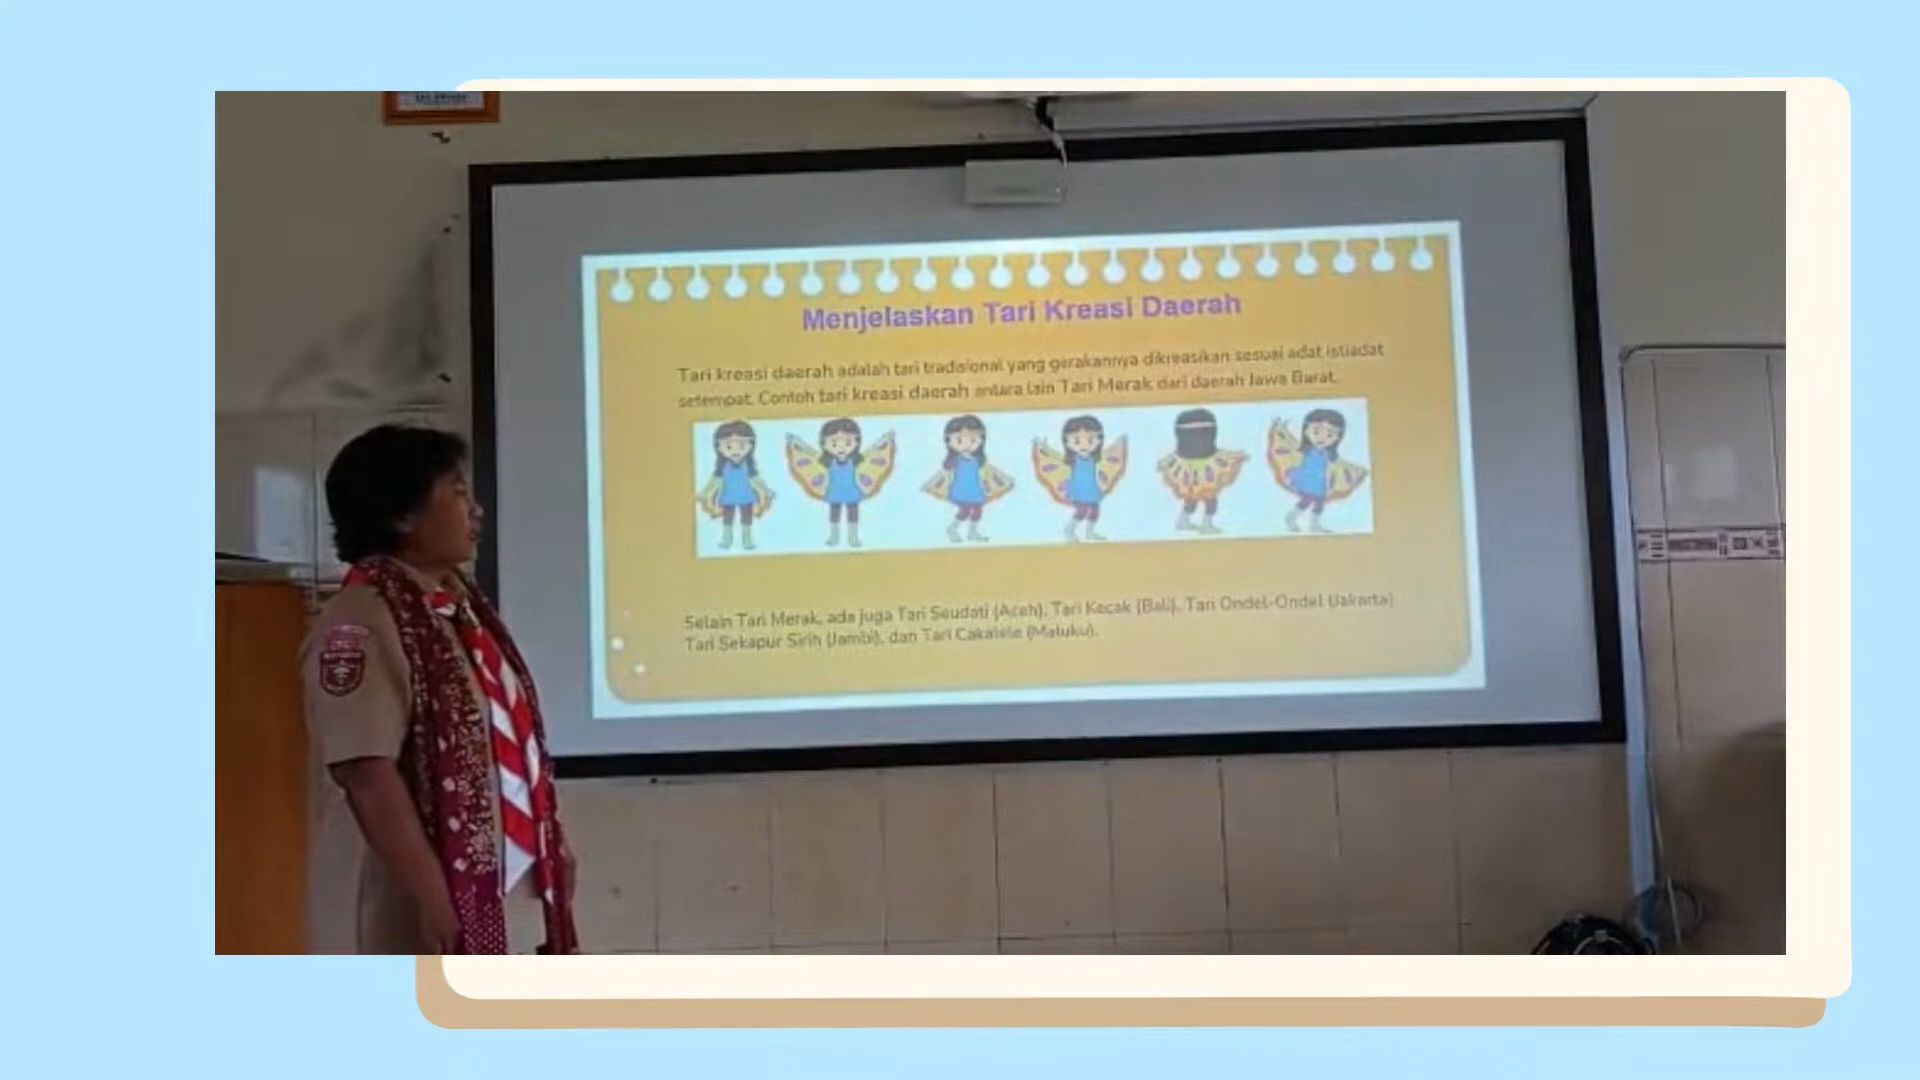 Menjelaskan Tari Kreasi Daerah
Tari kreasi daerah adalah tari tradisional yang gerakannya dikreasikan sesuai adat istiadat
setempat. Contoh tari kreasi daerah antara lain Tari Merak dari daerah Jawa Barat.
Selain Tari Merak, ada juga Tari Seudati (Aceh), Tari Kecak (Bali), Tari Ondel-Ondel (Jakarta)
Tari Sekapur Sirih (Jambi), dan Tari Cakalele (Maluku).